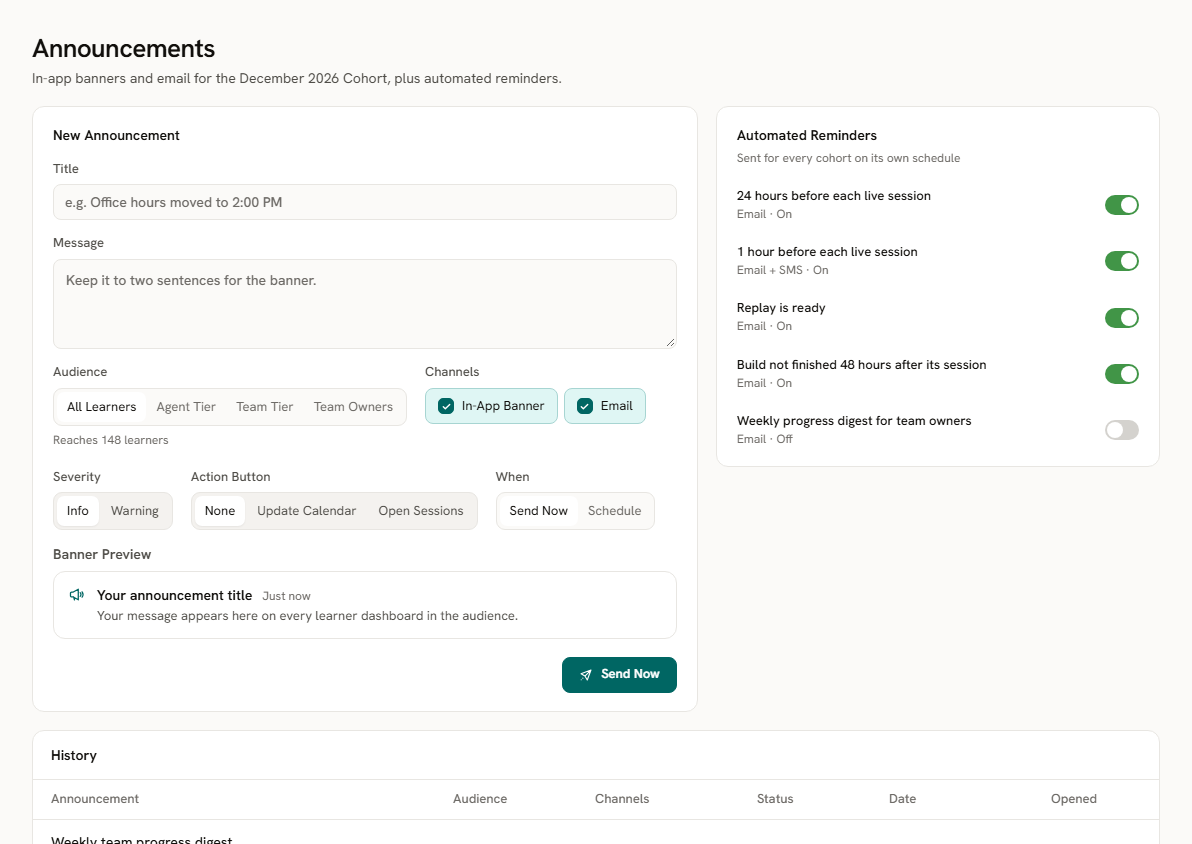 Announcements
In-app banners and email for the December 2026 Cohort, plus automated reminders.
New Announcement
Title
e.g. Office hours moved to 2:00 PM
Message
Keep it to two sentences for the banner.
Audience
All Learners Agent Tier Team Tier Team Owners
Reaches 148 learners
Channels
In-App Banner Email
Severity
Info Warning
Action Button
None Update Calendar Open Sessions
When
Send Now Schedule
Banner Preview
Your announcement title Just now
Your message appears here on every learner dashboard in the audience.
Send Now
Automated Reminders
Sent for every cohort on its own schedule
24 hours before each live session
Email · On
1 hour before each live session
Email + SMS · On
Replay is ready
Email · On
Build not finished 48 hours after its session
Email · On
Weekly progress digest for team owners
Email · Off
History
Announcement Audience Channels Status Date Opened
Weekly team progress digest